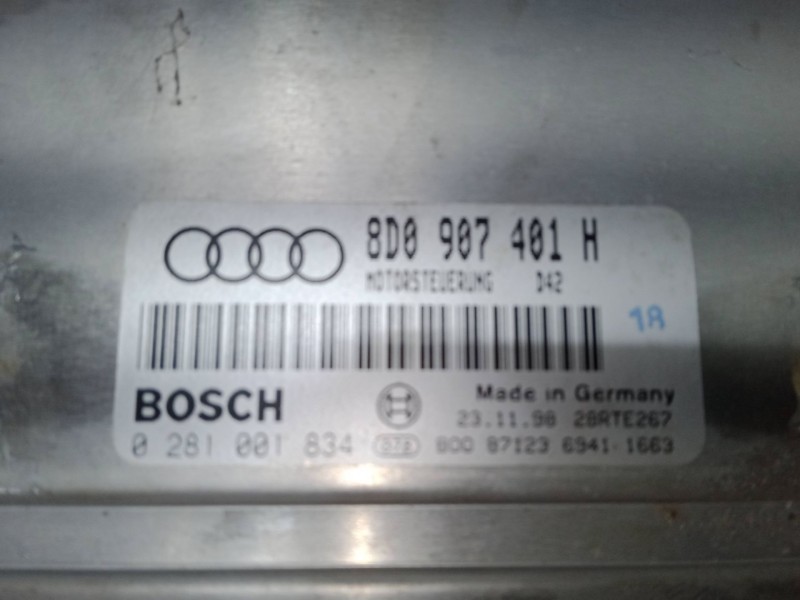 8D0 907 401 H
MOTORSTEUERUNG D42
18
BOSCH
Made in Germany
23.11.98 28RTE267
0 281 001 834 800 87123 6941 1663